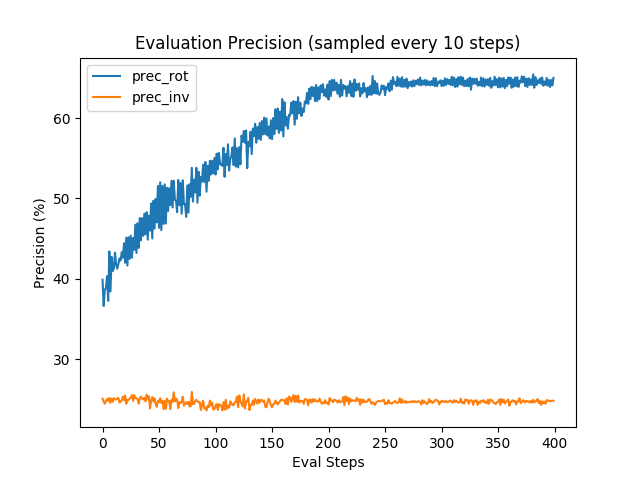 Evaluation Precision (sampled every 10 steps)
prec_rot
prec_inv
Precision (%)
60
50
40
30
0 50 100 150 200 250 300 350 400
Eval Steps